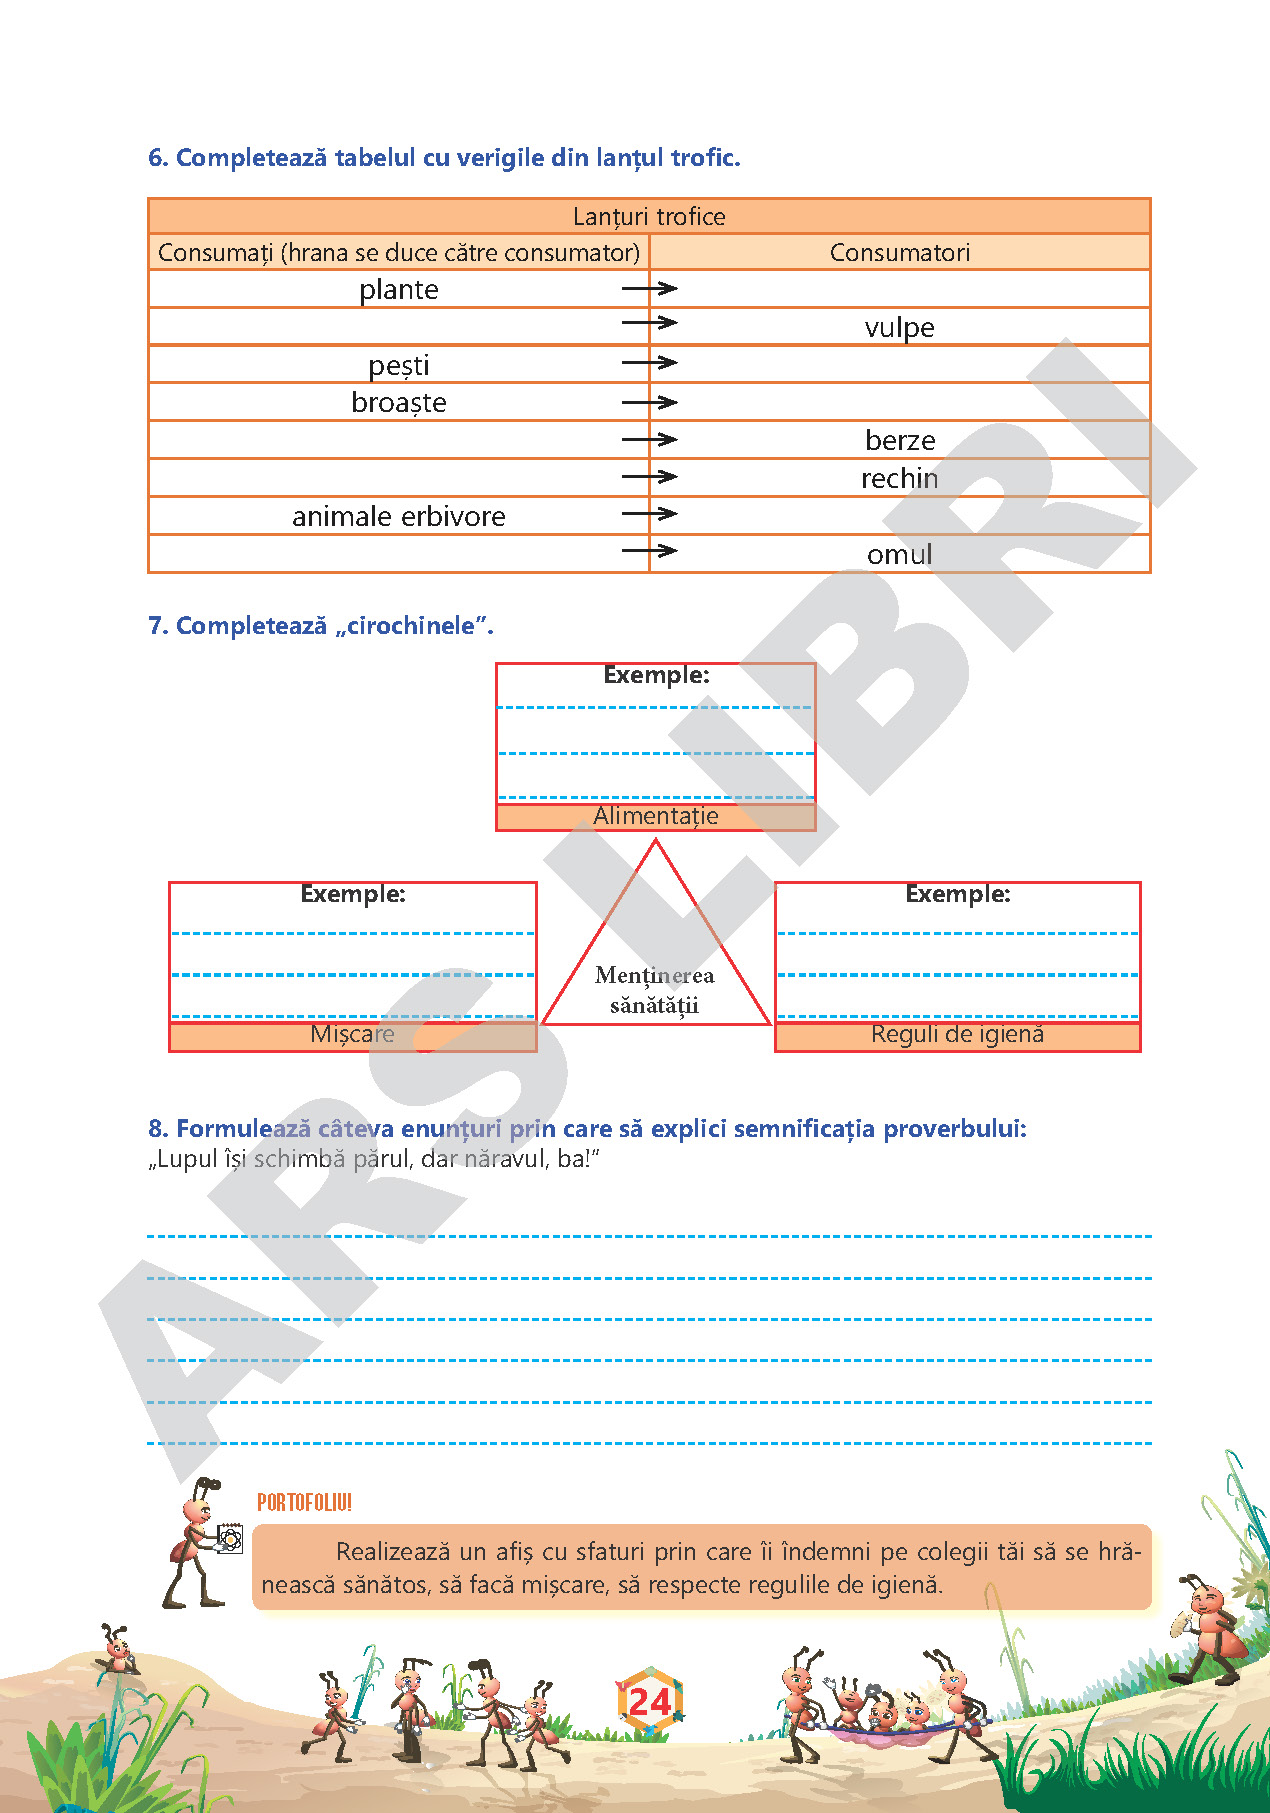 6. Completează tabelul cu verigile din lanțul trofic.
Lanțuri trofice
Consumați (hrana se duce către consumator) Consumatori
plante
vulpe
pești
broaște
berze
rechin
animale erbivore
omul
7. Completează „cirochinele”.
Exemple:
Alimentație
Exemple:
Exemple:
Menținerea
sănătății
Mișcare
Reguli de igienă
8. Formulează câteva enunțuri prin care să explici semnificația proverbului:
„Lupul își schimbă părul, dar năravul, ba!”
PORTOFOLIU!
Realizează un afiș cu sfaturi prin care îi îndemni pe colegii tăi să se hră-
nească sănătos, să facă mișcare, să respecte regulile de igienă.
24
ARS LIBRI